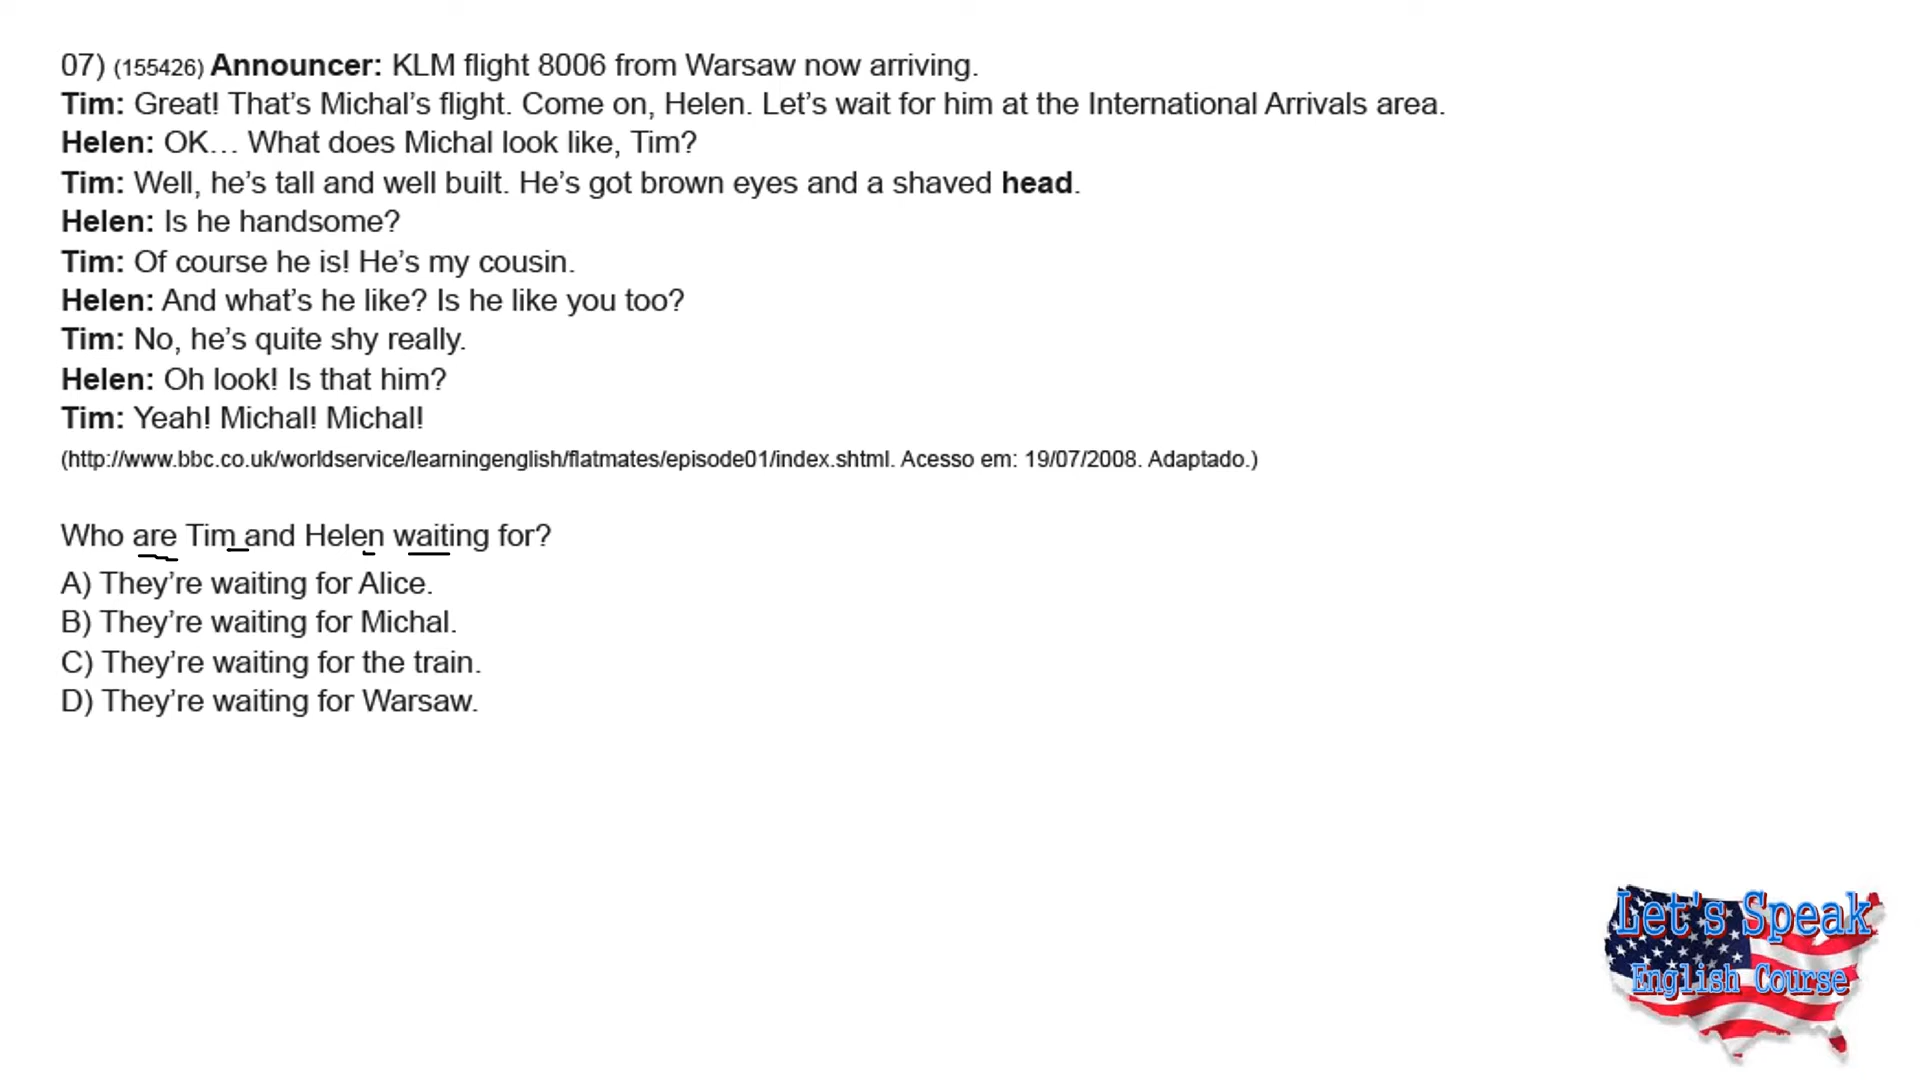 07) (155426) Announcer: KLM flight 8006 from Warsaw now arriving.
Tim: Great! That’s Michal’s flight. Come on, Helen. Let’s wait for him at the International Arrivals area.
Helen: OK… What does Michal look like, Tim?
Tim: Well, he’s tall and well built. He’s got brown eyes and a shaved head.
Helen: Is he handsome?
Tim: Of course he is! He’s my cousin.
Helen: And what’s he like? Is he like you too?
Tim: No, he’s quite shy really.
Helen: Oh look! Is that him?
Tim: Yeah! Michal! Michal!
(http://www.bbc.co.uk/worldservice/learningenglish/flatmates/episode01/index.shtml. Acesso em: 19/07/2008. Adaptado.)
Who are Tim and Helen waiting for?
A) They’re waiting for Alice.
B) They’re waiting for Michal.
C) They’re waiting for the train.
D) They’re waiting for Warsaw.
Let's Speak
English Course